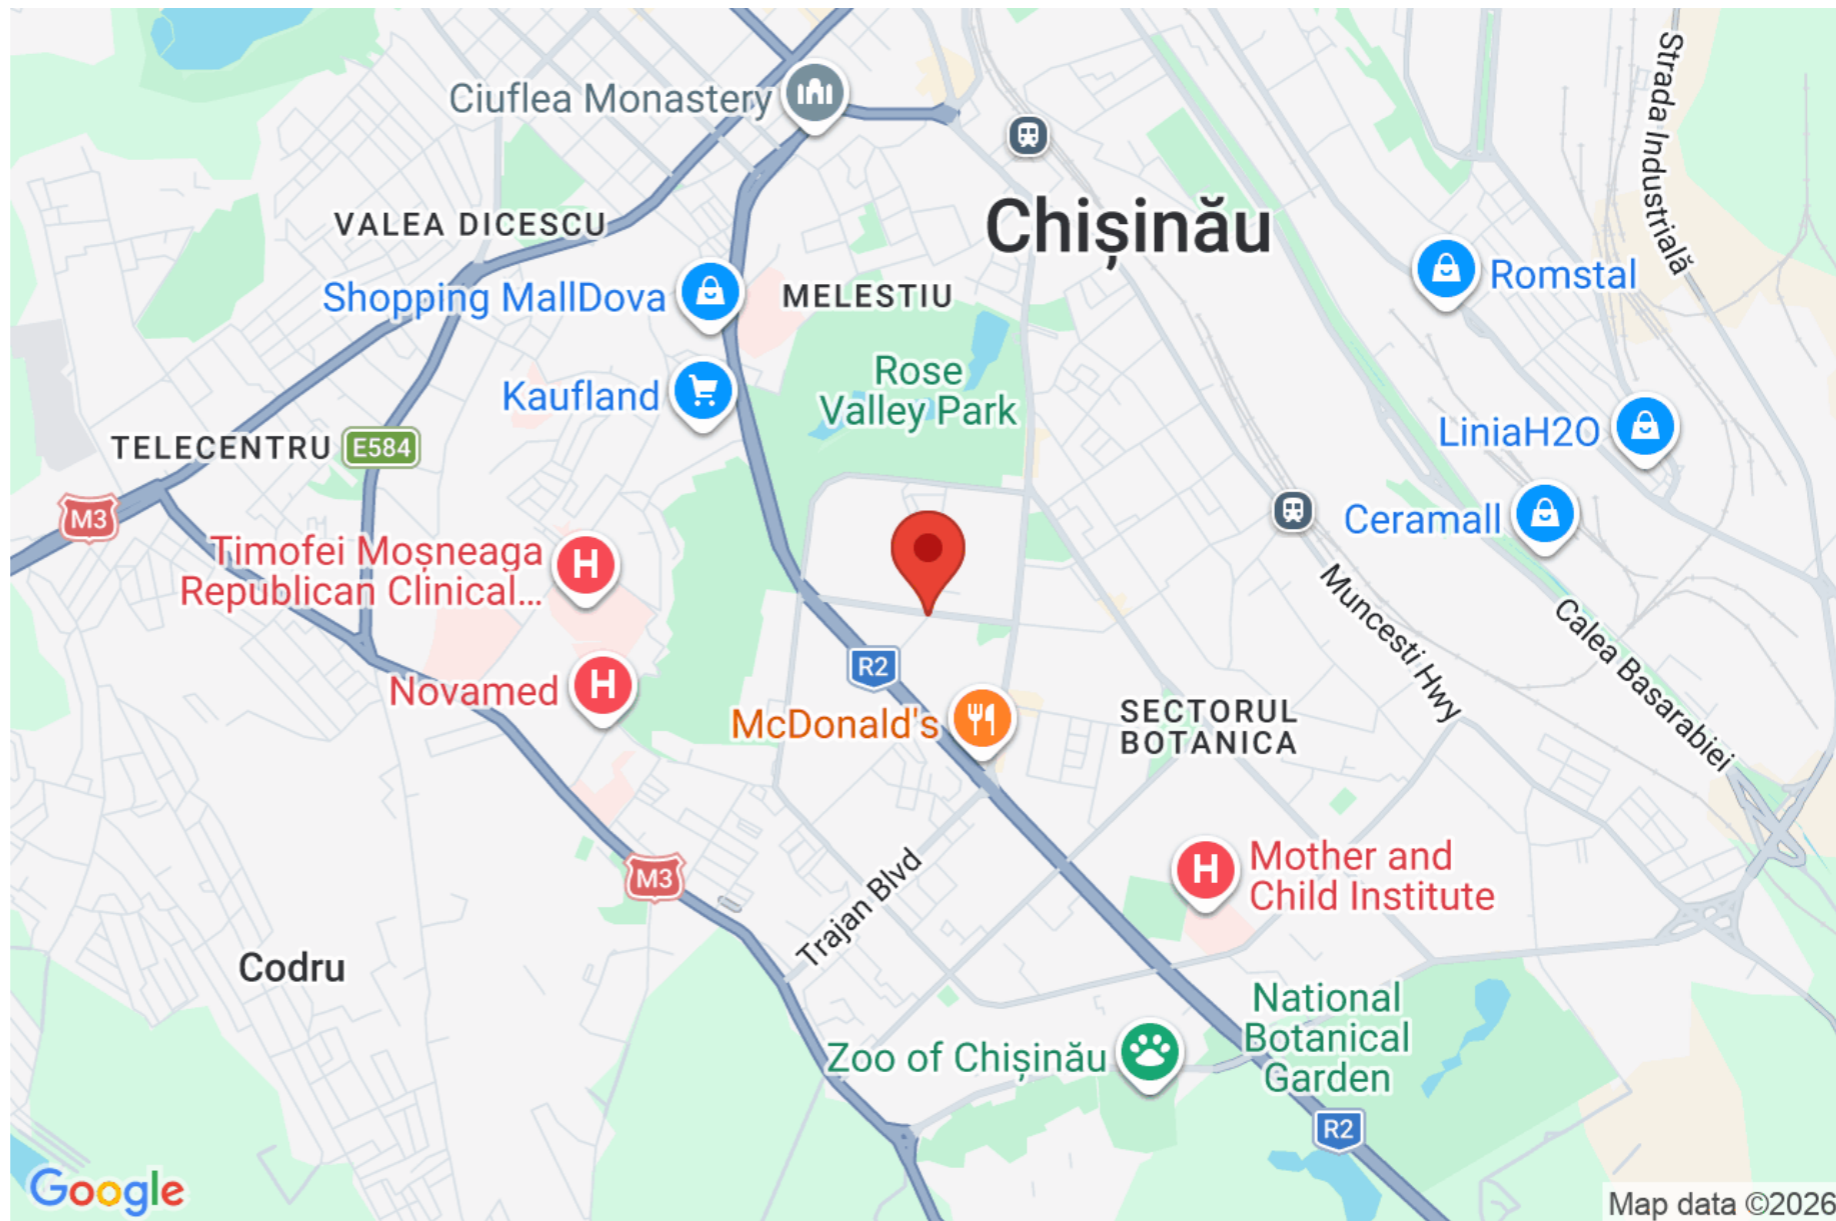 Ciuflea Monastery
Strada Industrială
Chișinău
VALEA DICESCU
Shopping MallDova
MELESTIU
Romstal
Rose
Valley Park
Kaufland
LiniaH2O
TELECENTRU
E584
M3
Ceramall
Timofei Moșneaga
Republican Clinical...
H
Muncesti Hwy
Calea Basarabiei
R2
Novamed
H
McDonald's
SECTORUL
BOTANICA
Trajan Blvd
M3
H
Mother and
Child Institute
Codru
National
Botanical
Garden
Zoo of Chișinău
R2
Google
Map data ©2026